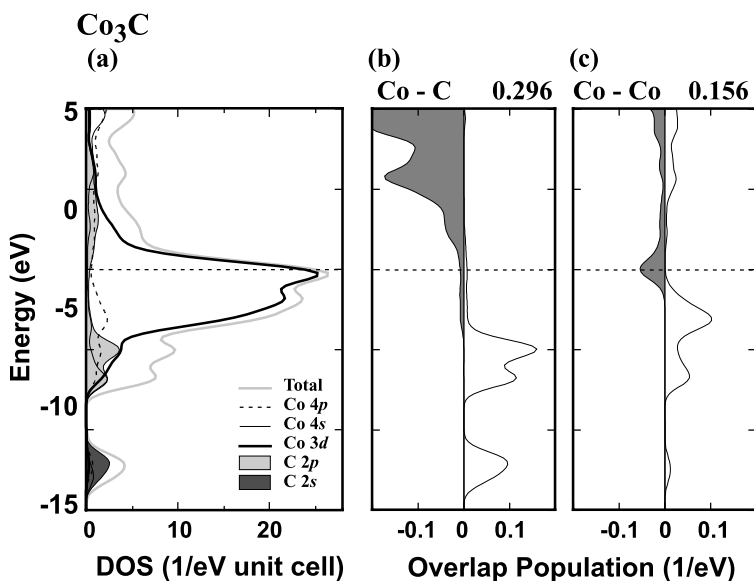 Co₃C
(a)
(b)
(c)
Co - C 0.296
Co - Co 0.156
5
0
-5
-10
-15
Energy (eV)
Total
Co 4p
Co 4s
Co 3d
C 2p
C 2s
0 10 20
-0.1 0 0.1
-0.1 0 0.1
DOS (1/eV unit cell)
Overlap Population (1/eV)